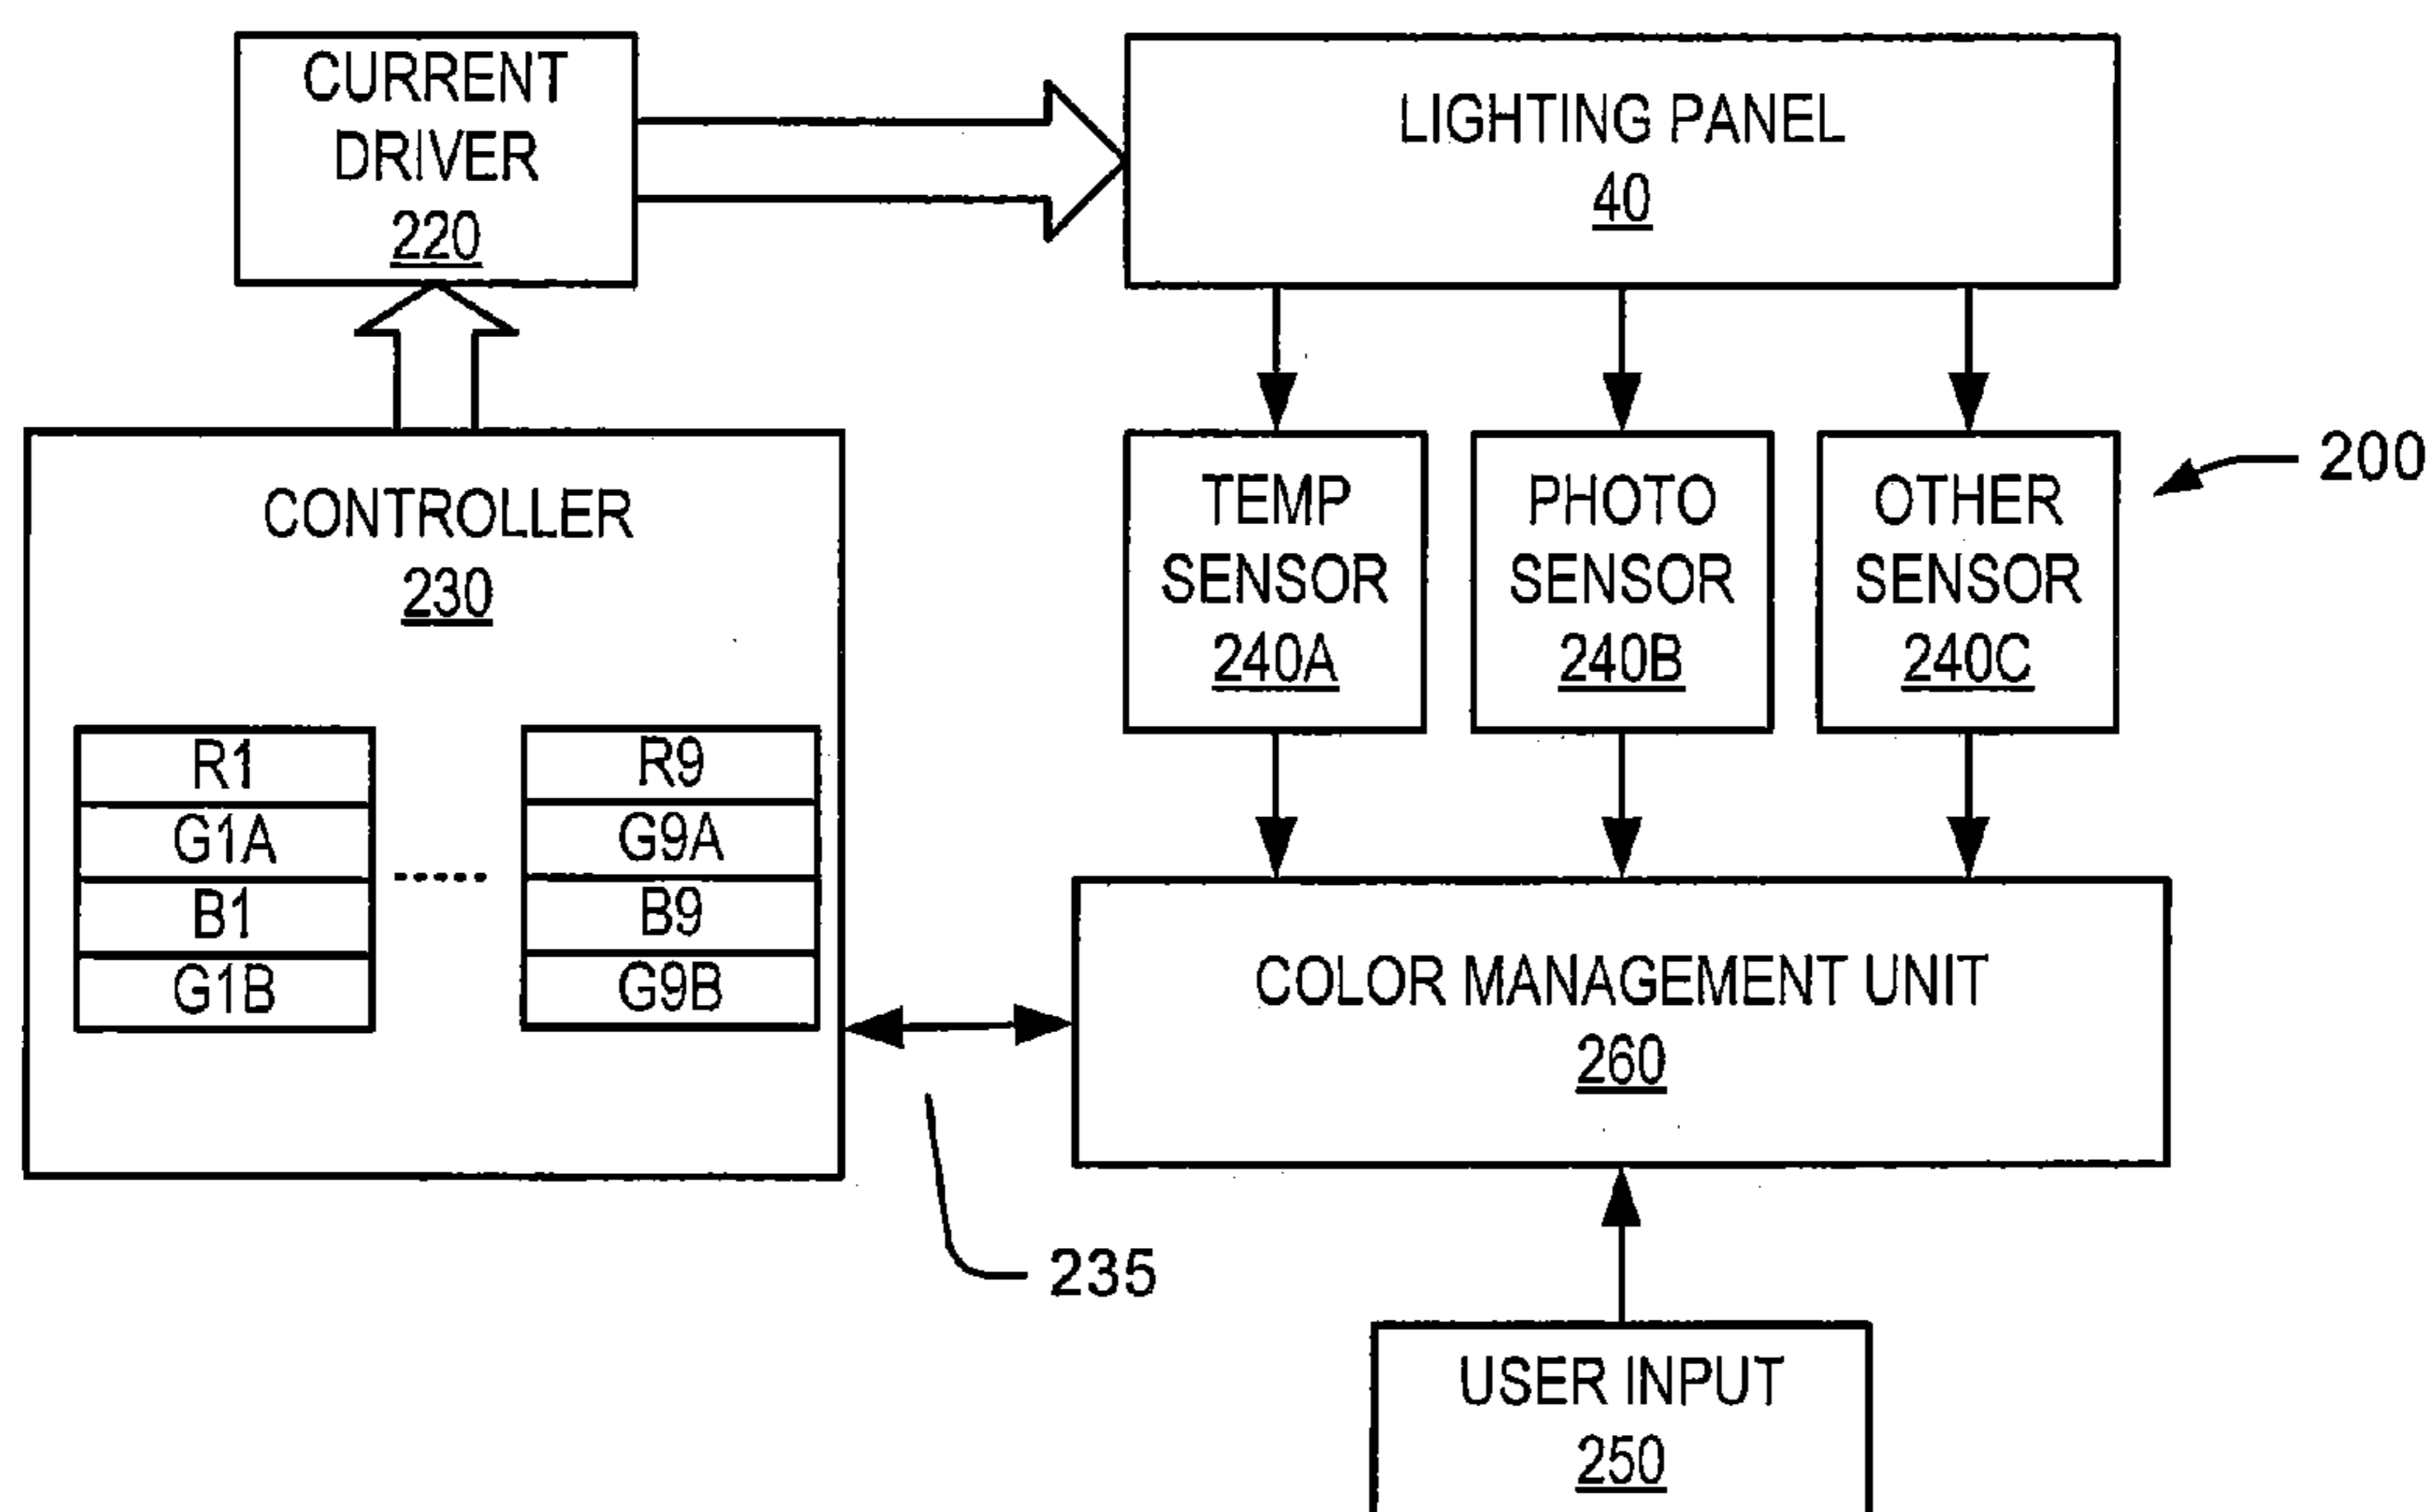 CURRENT
DRIVER
220
LIGHTING PANEL
40
CONTROLLER
230
R1
G1A
B1
G1B
.....
R9
G9A
B9
G9B
TEMP
SENSOR
240A
PHOTO
SENSOR
240B
OTHER
SENSOR
240C
200
COLOR MANAGEMENT UNIT
260
235
USER INPUT
250